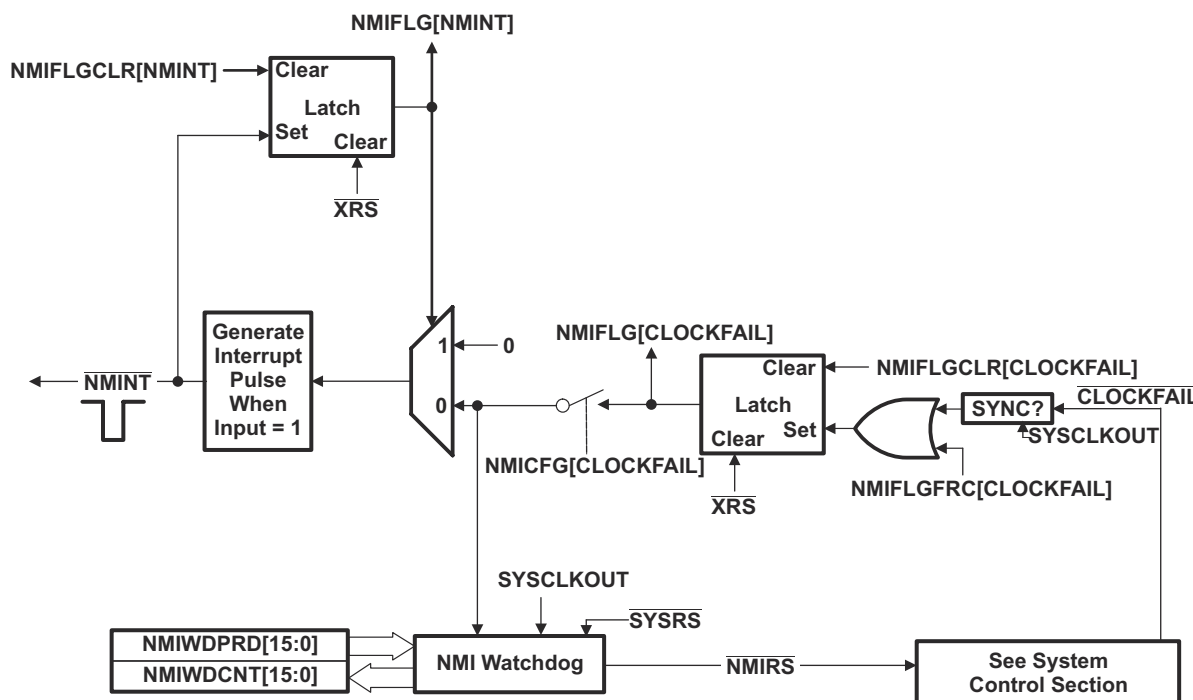 NMIFLG[NMINT]
NMIFLGCLR[NMINT]
Clear
Latch
Set
Clear
XRS
Generate
Interrupt
Pulse
When
Input = 1
NMINT
1
0
0
NMIFLG[CLOCKFAIL]
NMICFG[CLOCKFAIL]
Clear
Latch
Set
Clear
XRS
NMIFLGCLR[CLOCKFAIL]
CLOCKFAIL
SYNC?
SYSCLKOUT
NMIFLGFRC[CLOCKFAIL]
SYSCLKOUT
SYSRS
NMIWDPRD[15:0]
NMIWDCNT[15:0]
NMI Watchdog
NMIRS
See System
Control Section